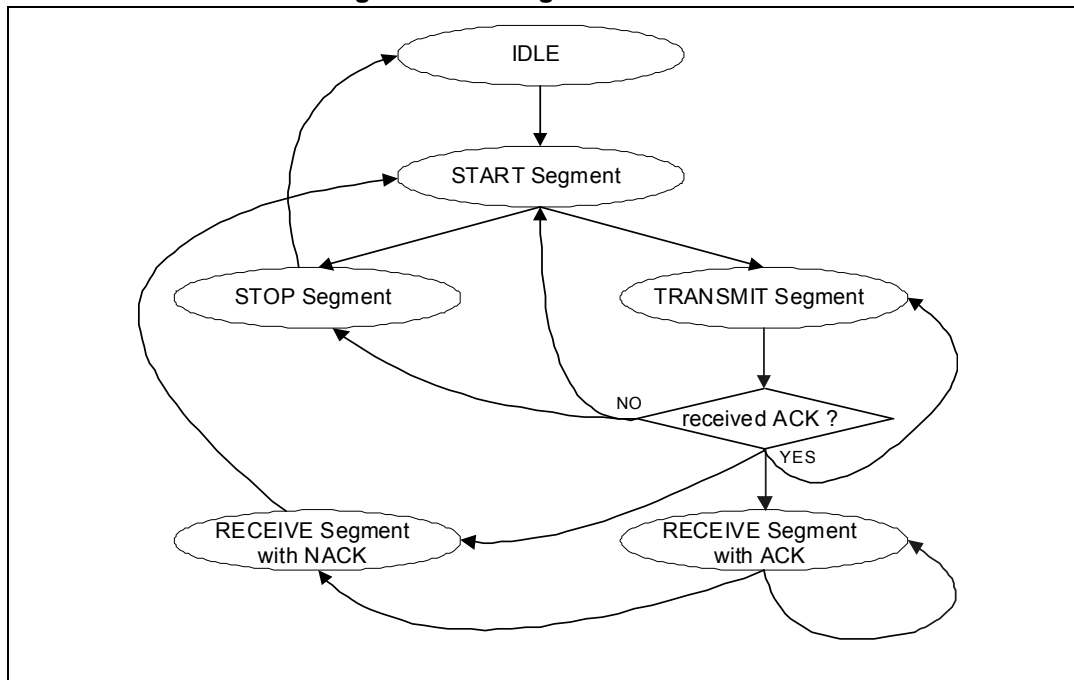 IDLE
START Segment
STOP Segment
TRANSMIT Segment
NO
received ACK ?
YES
RECEIVE Segment
with NACK
RECEIVE Segment
with ACK